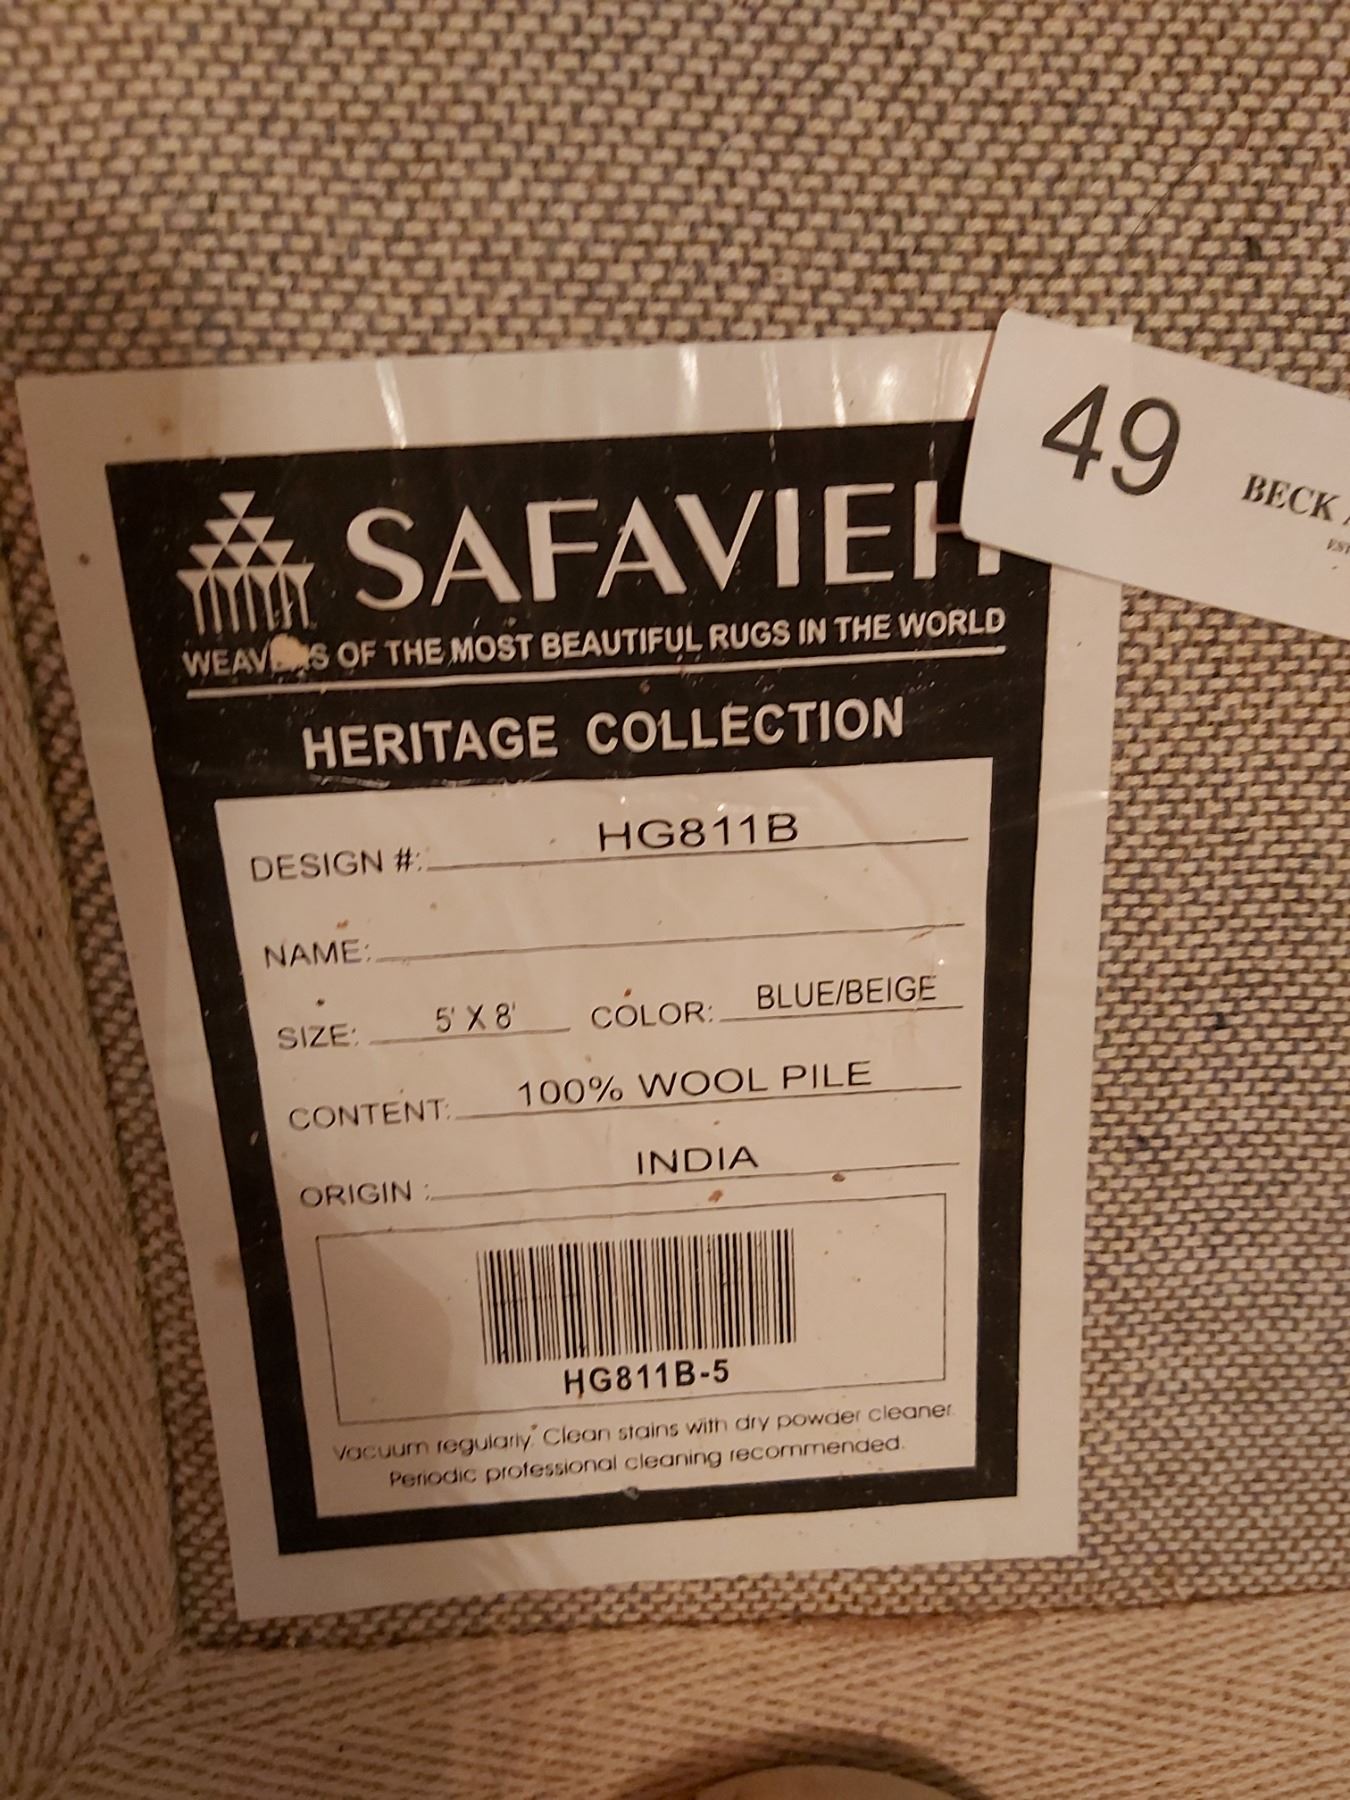 49
BECK
SAFAVIEH
WEAVERS OF THE MOST BEAUTIFUL RUGS IN THE WORLD
HERITAGE COLLECTION
DESIGN #: HG811B
NAME:
SIZE: 5' X 8' COLOR: BLUE/BEIGE
CONTENT: 100% WOOL PILE
ORIGIN : INDIA
HG811B-5
Vacuum regularly. Clean stains with dry powder cleaner.
Periodic professional cleaning recommended.